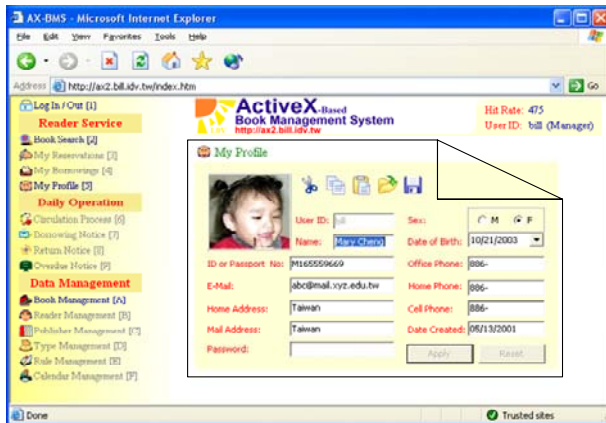 AX-BMS - Microsoft Internet Explorer
File Edit View Favorites Tools Help
Address http://ax2.bill.idv.tw/index.htm Go
Log In / Out [1]
Reader Service
Book Search [2]
My Reservations [3]
My Borrowings [4]
My Profile [5]
Daily Operation
Circulation Process [6]
Borrowing Notice [7]
Return Notice [8]
Overdue Notice [9]
Data Management
Book Management [A]
Reader Management [B]
Publisher Management [C]
Type Management [D]
Rule Management [E]
Calendar Management [F]
ActiveX-Based
Book Management System
http://ax2.bill.idv.tw
Hit Rate: 475
User ID: bill (Manager)
My Profile
User ID: bill
Sex: M F
Name: Mary Cheng
Date of Birth: 10/21/2003
ID or Passport No: M165559669
Office Phone: 886-
E-Mail: abc@mail.xyz.edu.tw
Home Phone: 886-
Home Address: Taiwan
Cell Phone: 886-
Mail Address: Taiwan
Date Created: 05/13/2001
Password:
Apply Reset
Done Trusted sites